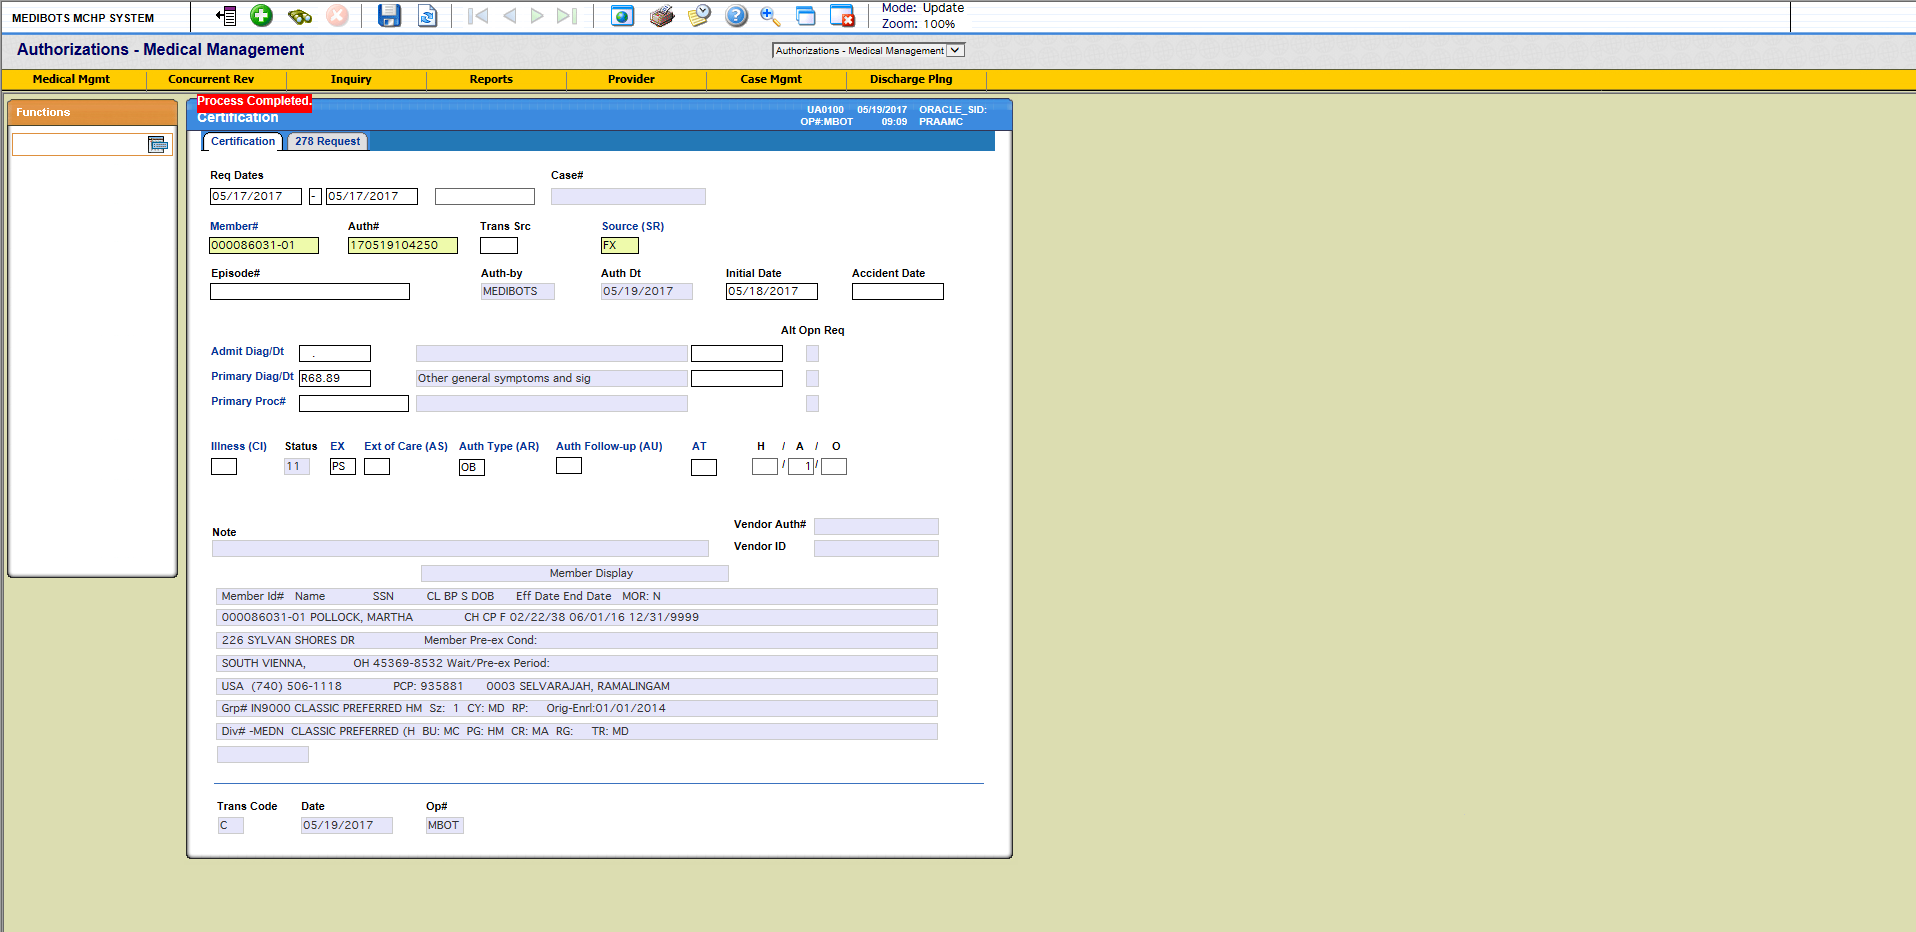 MEDIBOTS MCHP SYSTEM
Mode: Update
Zoom: 100%
Authorizations - Medical Management
Authorizations - Medical Management
Medical Mgmt Concurrent Rev Inquiry Reports Provider Case Mgmt Discharge Plng
Functions
Process Completed.
Certification
UA0100 05/19/2017 ORACLE_SID:
OP#:MBOT 09:09 PRAAMC
Certification 278 Request
Req Dates Case#
05/17/2017 - 05/17/2017
Member# Auth# Trans Src Source (SR)
000086031-01 170519104250 FX
Episode# Auth-by Auth Dt Initial Date Accident Date
MEDIBOTS 05/19/2017 05/18/2017
Alt Opn Req
Admit Diag/Dt .
Primary Diag/Dt R68.89 Other general symptoms and sig
Primary Proc#
Illness (CI) Status EX Ext of Care (AS) Auth Type (AR) Auth Follow-up (AU) AT H / A / O
11 PS OB / 1 /
Vendor Auth#
Note
Vendor ID
Member Display
Member Id# Name SSN CL BP S DOB Eff Date End Date MOR: N
000086031-01 POLLOCK, MARTHA CH CP F 02/22/38 06/01/16 12/31/9999
226 SYLVAN SHORES DR Member Pre-ex Cond:
SOUTH VIENNA, OH 45369-8532 Wait/Pre-ex Period:
USA (740) 506-1118 PCP: 935881 0003 SELVARAJAH, RAMALINGAM
Grp# IN9000 CLASSIC PREFERRED HM Sz: 1 CY: MD RP: Orig-Enrl:01/01/2014
Div# -MEDN CLASSIC PREFERRED (H BU: MC PG: HM CR: MA RG: TR: MD
Trans Code Date Op#
C 05/19/2017 MBOT